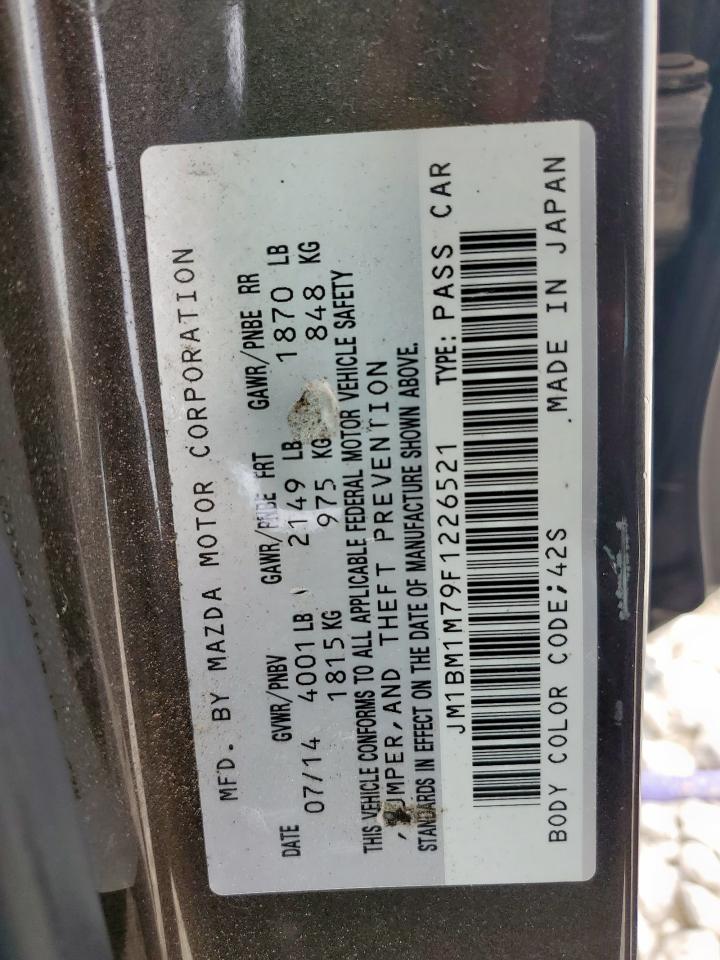 MFD. BY MAZDA MOTOR CORPORATION
DATE GVWR/PNBV GAWR/PNBE FRT GAWR/PNBE RR
07/14 4001 LB 2149 LB 1870 LB
1815 KG 975 KG 848 KG
THIS VEHICLE CONFORMS TO ALL APPLICABLE FEDERAL MOTOR VEHICLE SAFETY
, BUMPER, AND THEFT PREVENTION
STANDARDS IN EFFECT ON THE DATE OF MANUFACTURE SHOWN ABOVE.
JM1BM1M79F1226521 TYPE: PASS CAR
BODY COLOR CODE; 42S MADE IN JAPAN